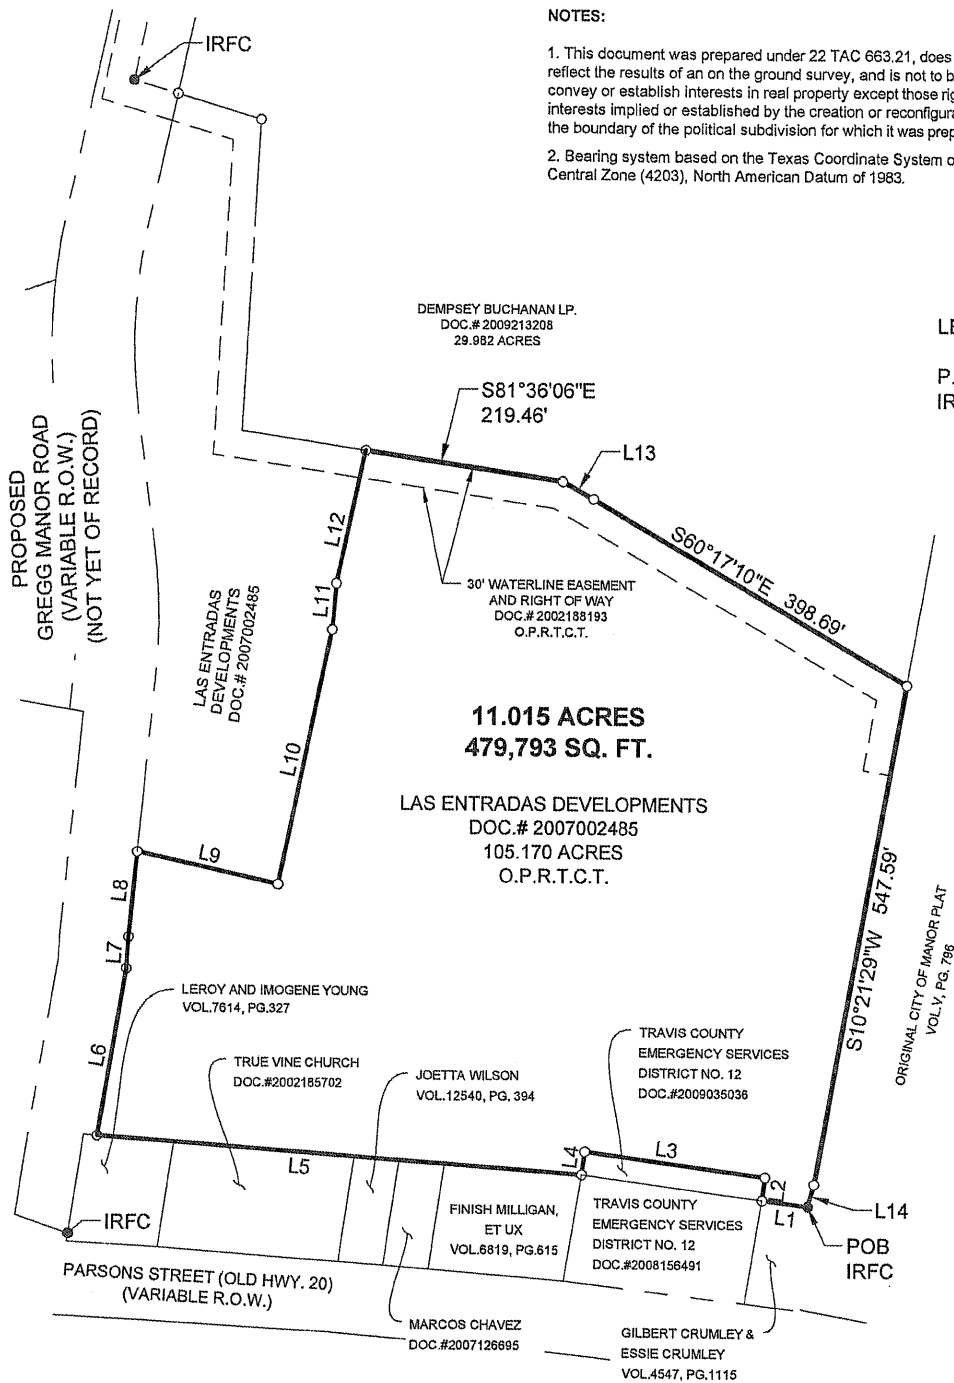 NOTES:
1. This document was prepared under 22 TAC 663.21, does
reflect the results of an on the ground survey, and is not to b
convey or establish interests in real property except those rig
interests implied or established by the creation or reconfigura
the boundary of the political subdivision for which it was prep
2. Bearing system based on the Texas Coordinate System o
Central Zone (4203), North American Datum of 1983.
IRFC
DEMPSEY BUCHANAN LP.
DOC.# 2009213208
29.982 ACRES
LE
P.
IR
S81°36'06"E
219.46'
L13
PROPOSED
GREGG MANOR ROAD
(VARIABLE R.O.W.)
(NOT YET OF RECORD)
L12
S60°17'10"E 398.69'
30' WATERLINE EASEMENT
AND RIGHT OF WAY
DOC.# 2002188193
O.P.R.T.C.T.
L11
LAS ENTRADAS
DEVELOPMENTS
DOC.# 2007002485
11.015 ACRES
479,793 SQ. FT.
L10
LAS ENTRADAS DEVELOPMENTS
DOC.# 2007002485
105.170 ACRES
O.P.R.T.C.T.
L9
L8
S10°21'29"W 547.59'
ORIGINAL CITY OF MANOR PLAT
VOL.V, PG. 796
L7
LEROY AND IMOGENE YOUNG
VOL.7614, PG.327
L6
TRUE VINE CHURCH
DOC.#2002185702
JOETTA WILSON
VOL.12540, PG. 394
TRAVIS COUNTY
EMERGENCY SERVICES
DISTRICT NO. 12
DOC.#2009035036
L5
L4
L3
L2
L1
L14
FINISH MILLIGAN,
ET UX
VOL.6819, PG.615
TRAVIS COUNTY
EMERGENCY SERVICES
DISTRICT NO. 12
DOC.#2008156491
POB
IRFC
IRFC
PARSONS STREET (OLD HWY. 20)
(VARIABLE R.O.W.)
MARCOS CHAVEZ
DOC.#2007126695
GILBERT CRUMLEY &
ESSIE CRUMLEY
VOL.4547, PG.1115